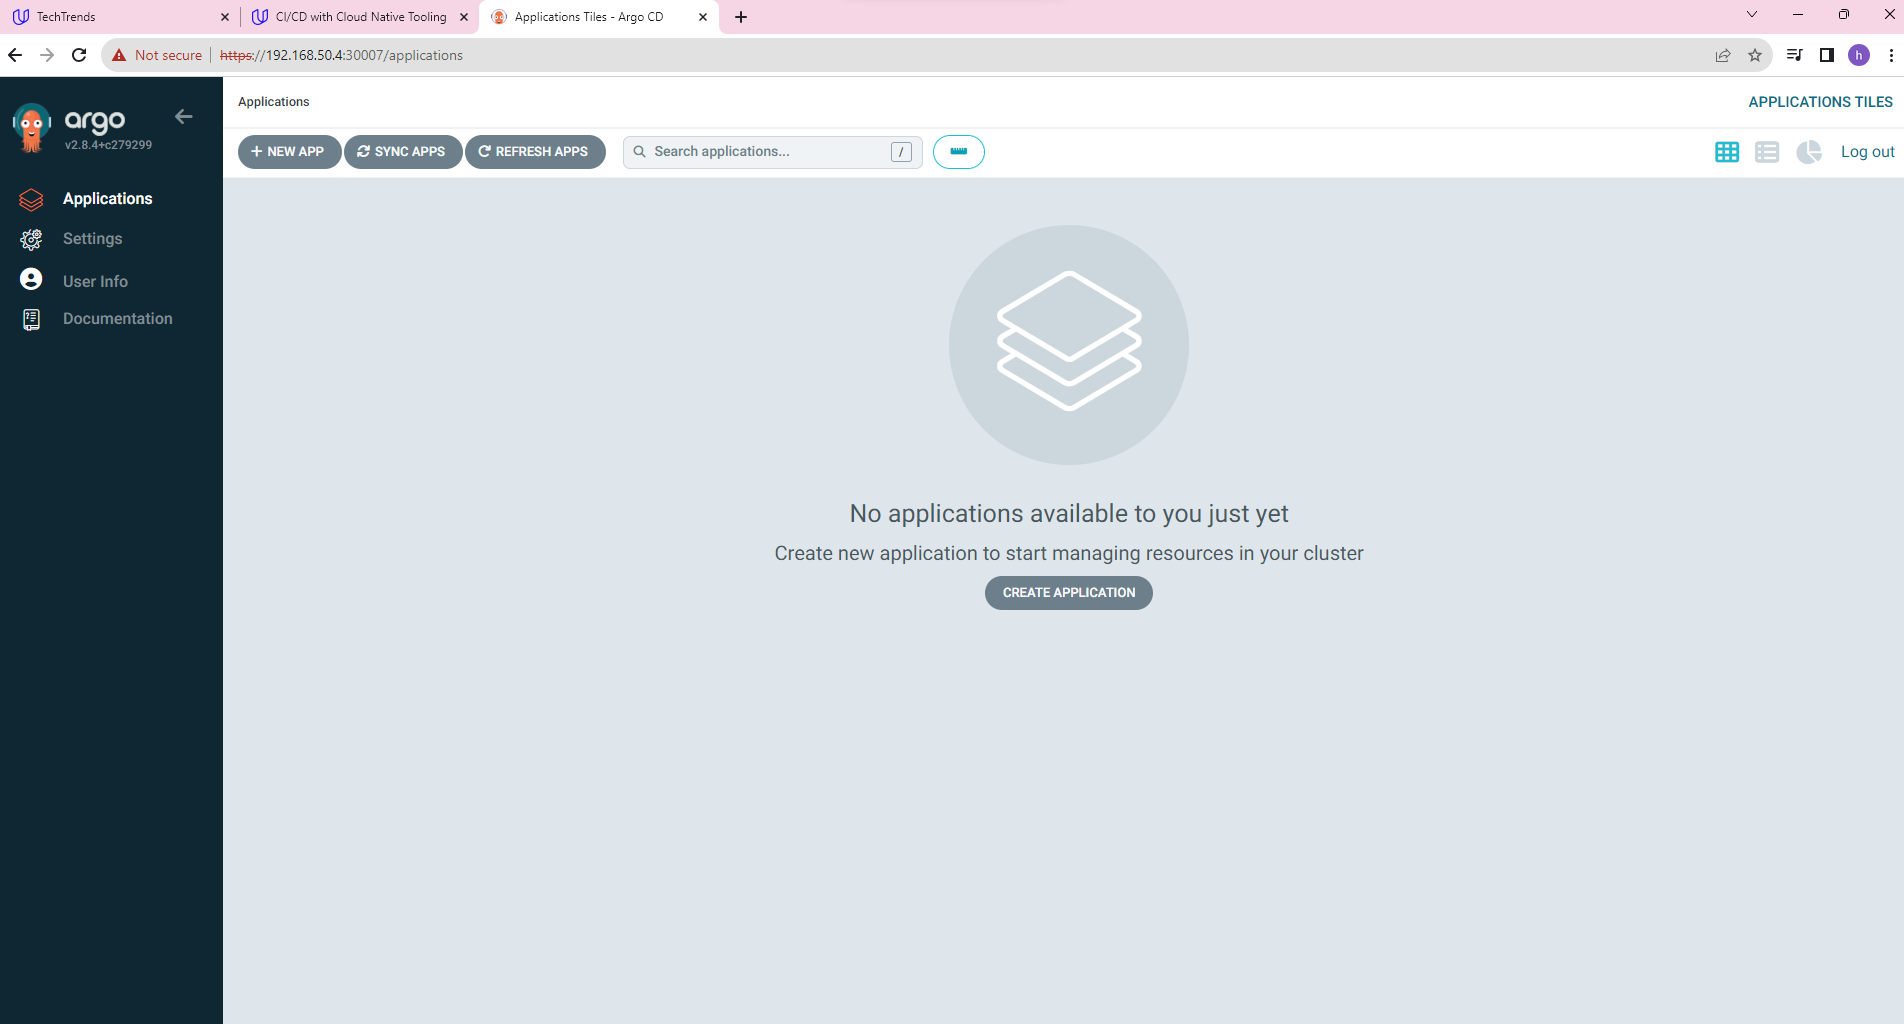 TechTrends
CI/CD with Cloud Native Tooling
Applications Tiles - Argo CD
Not secure
https://192.168.50.4:30007/applications
h
argo
v2.8.4+c279299
Applications
Settings
User Info
Documentation
Applications
APPLICATIONS TILES
NEW APP
SYNC APPS
REFRESH APPS
Search applications...
/
Log out
No applications available to you just yet
Create new application to start managing resources in your cluster
CREATE APPLICATION